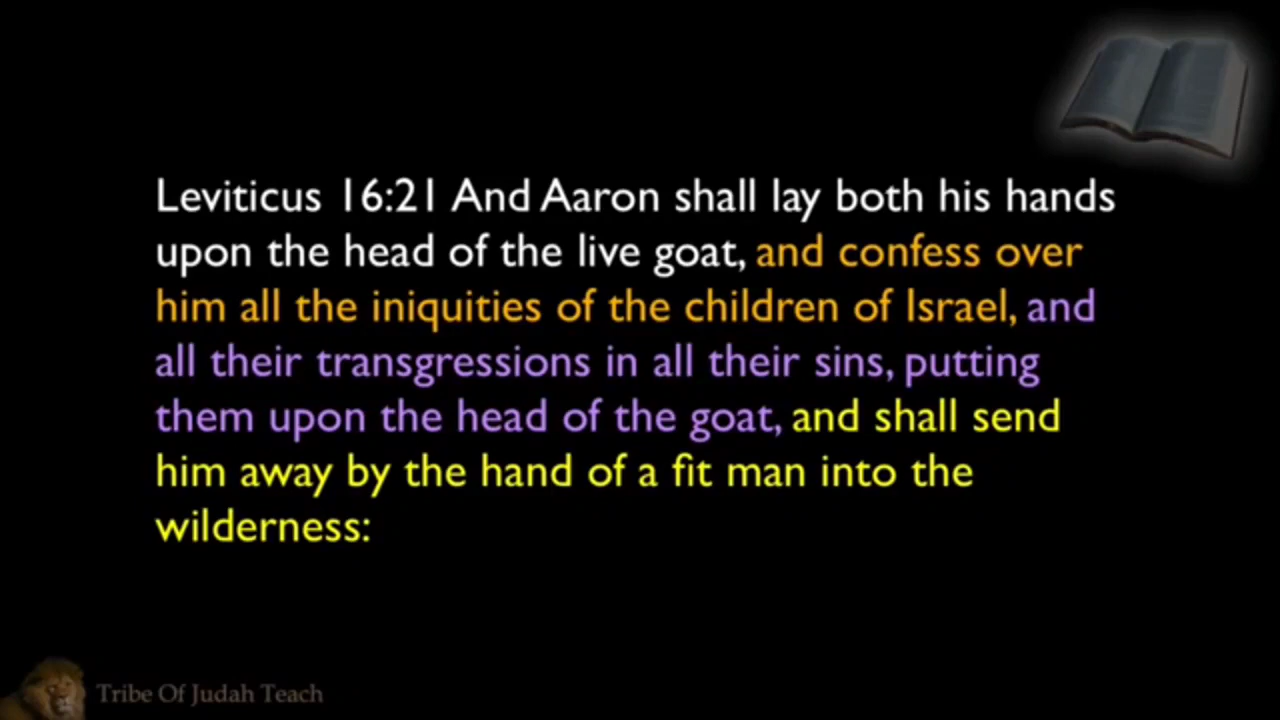 Leviticus 16:21 And Aaron shall lay both his hands
upon the head of the live goat, and confess over
him all the iniquities of the children of Israel, and
all their transgressions in all their sins, putting
them upon the head of the goat, and shall send
him away by the hand of a fit man into the
wilderness:
Tribe Of Judah Teach